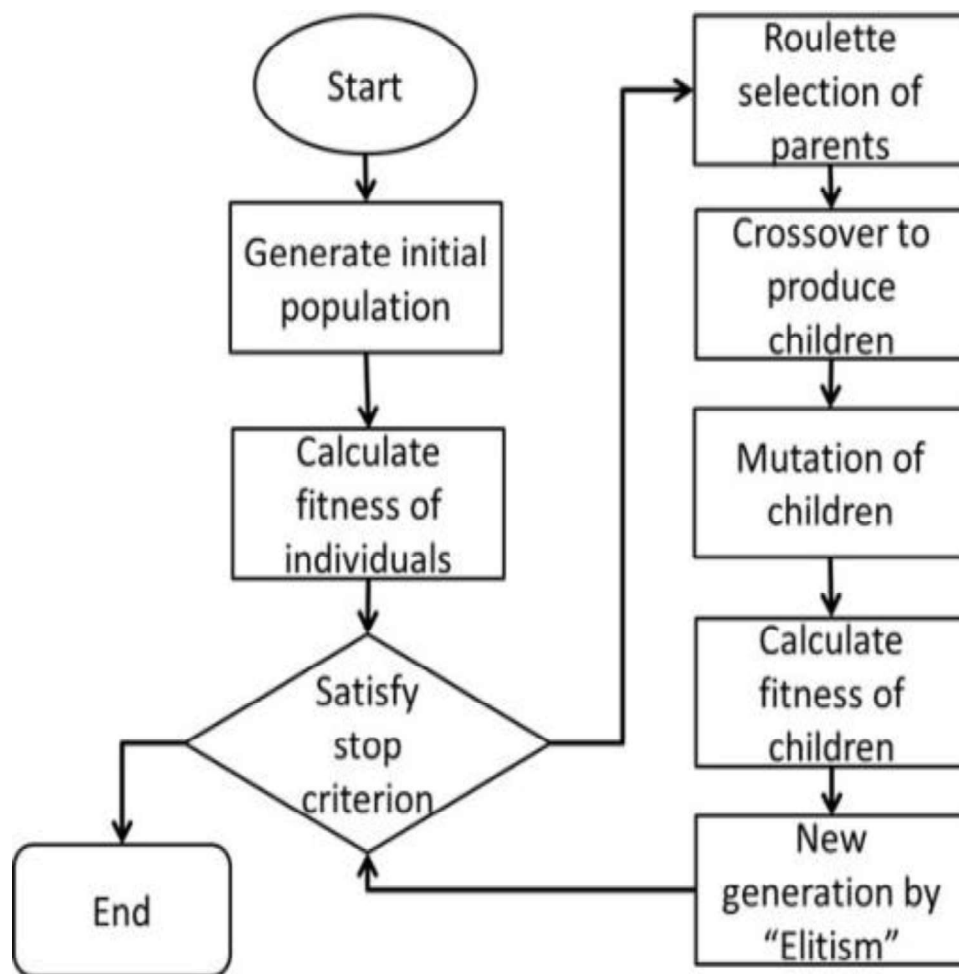 Start
Generate initial
population
Calculate
fitness of
individuals
Satisfy
stop
criterion
End
Roulette
selection of
parents
Crossover to
produce
children
Mutation of
children
Calculate
fitness of
children
New
generation by
“Elitism”